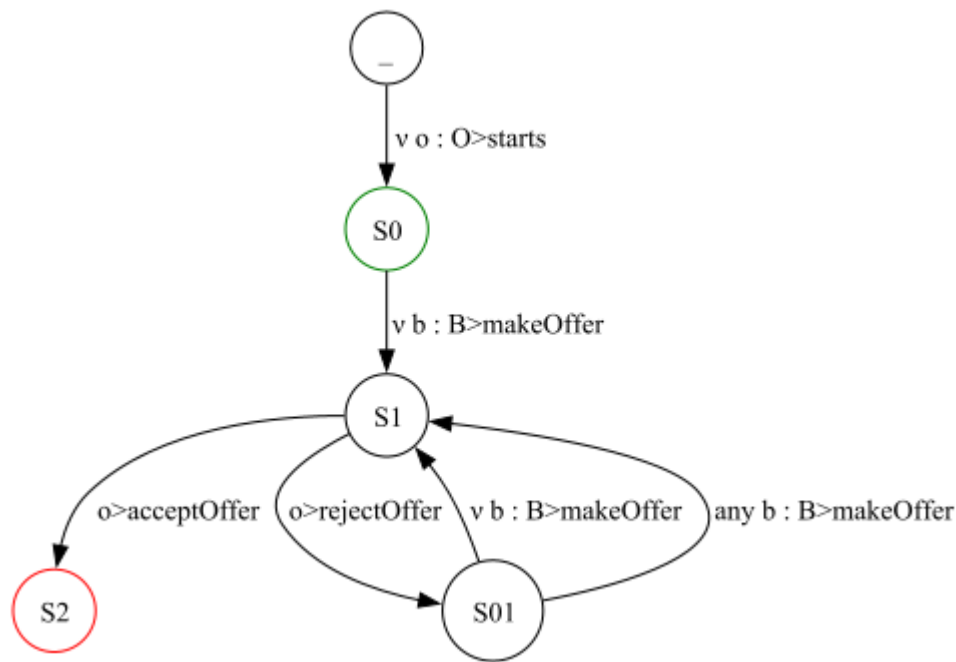 _
ν o : O>starts
S0
ν b : B>makeOffer
S1
o>acceptOffer
o>rejectOffer
ν b : B>makeOffer
any b : B>makeOffer
S2
S01